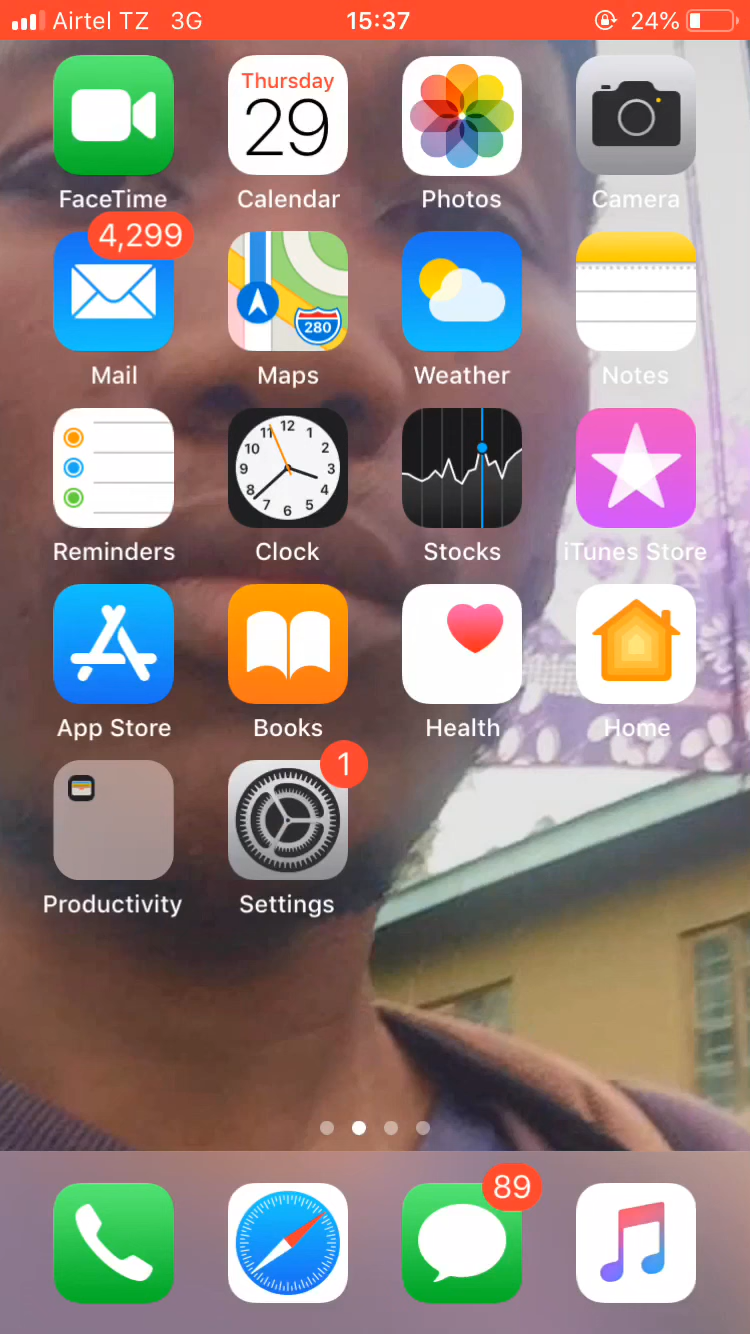 Airtel TZ 3G 15:37 24%
Thursday
29
FaceTime Calendar Photos Camera
4,299
280
Mail Maps Weather Notes
12
11 1
10 2
9 3
8 4
7 5
6
Reminders Clock Stocks iTunes Store
App Store Books Health Home
1
Productivity Settings
89